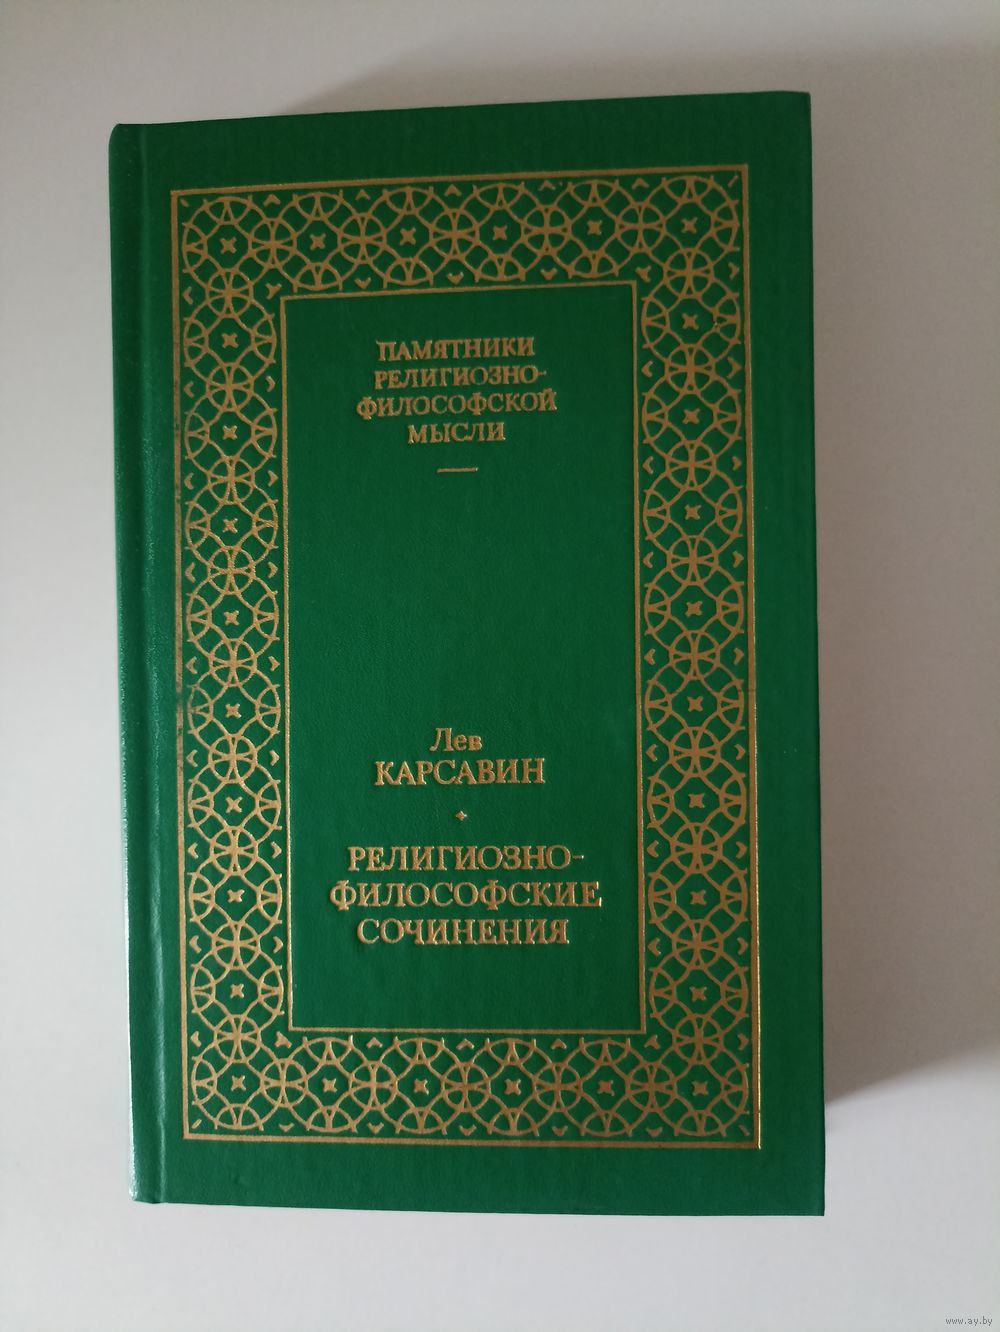 ПАМЯТНИКИ
РЕЛИГИОЗНО-
ФИЛОСОФСКОЙ
МЫСЛИ
Лев
КАРСАВИН
РЕЛИГИОЗНО-
ФИЛОСОФСКИЕ
СОЧИНЕНИЯ
www.ay.by